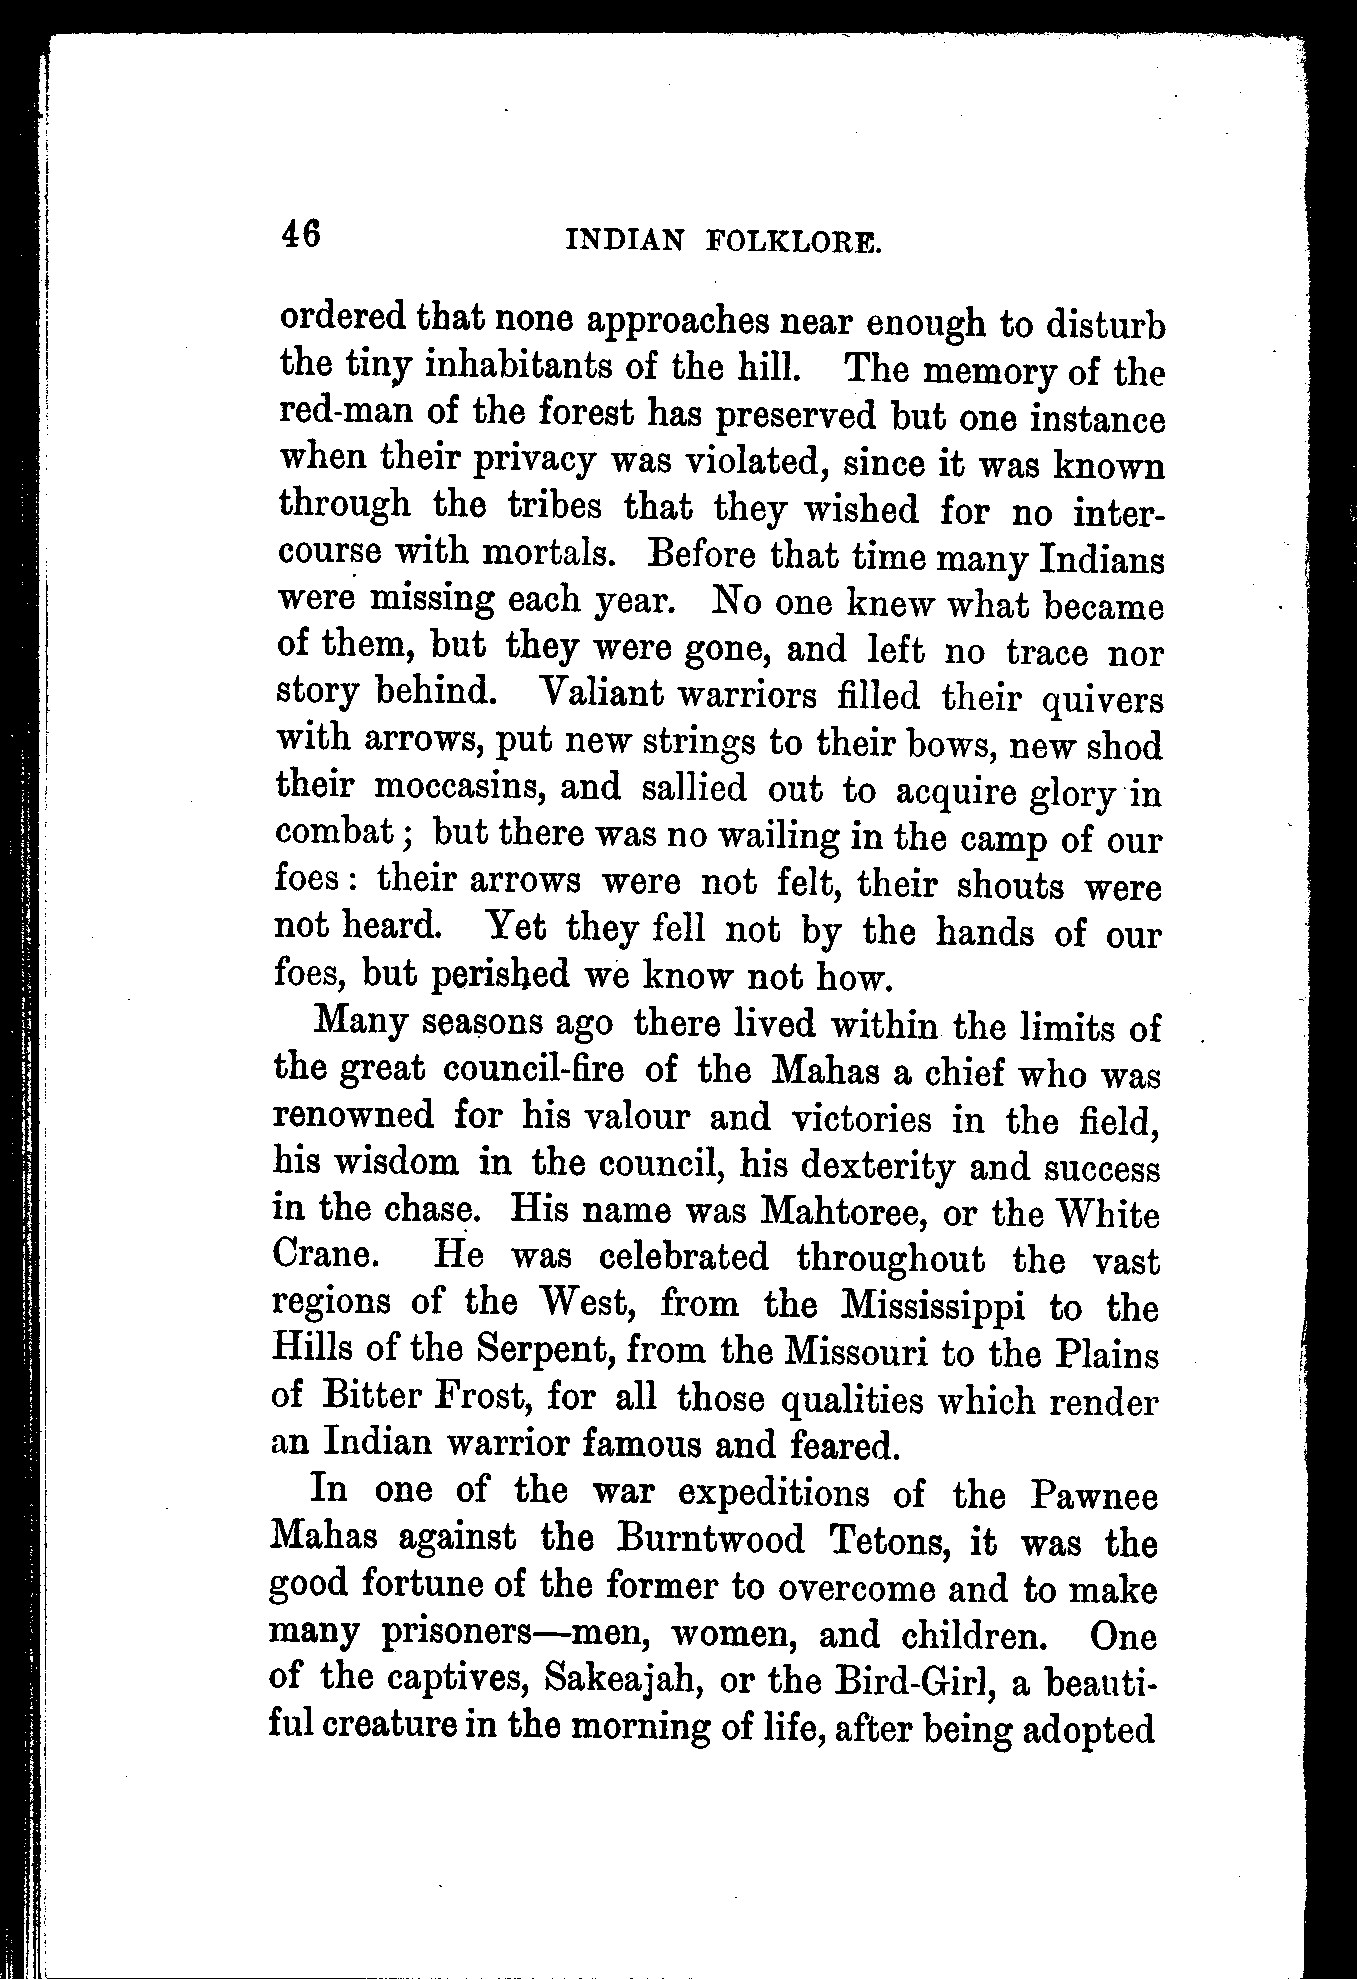 46 INDIAN FOLKLORE.
ordered that none approaches near enough to disturb
the tiny inhabitants of the hill. The memory of the
red-man of the forest has preserved but one instance
when their privacy was violated, since it was known
through the tribes that they wished for no inter-
course with mortals. Before that time many Indians
were missing each year. No one knew what became
of them, but they were gone, and left no trace nor
story behind. Valiant warriors filled their quivers
with arrows, put new strings to their bows, new shod
their moccasins, and sallied out to acquire glory in
combat; but there was no wailing in the camp of our
foes: their arrows were not felt, their shouts were
not heard. Yet they fell not by the hands of our
foes, but perished we know not how.
Many seasons ago there lived within the limits of
the great council-fire of the Mahas a chief who was
renowned for his valour and victories in the field,
his wisdom in the council, his dexterity and success
in the chase. His name was Mahtoree, or the White
Crane. He was celebrated throughout the vast
regions of the West, from the Mississippi to the
Hills of the Serpent, from the Missouri to the Plains
of Bitter Frost, for all those qualities which render
an Indian warrior famous and feared.
In one of the war expeditions of the Pawnee
Mahas against the Burntwood Tetons, it was the
good fortune of the former to overcome and to make
many prisoners—men, women, and children. One
of the captives, Sakeajah, or the Bird-Girl, a beauti-
ful creature in the morning of life, after being adopted